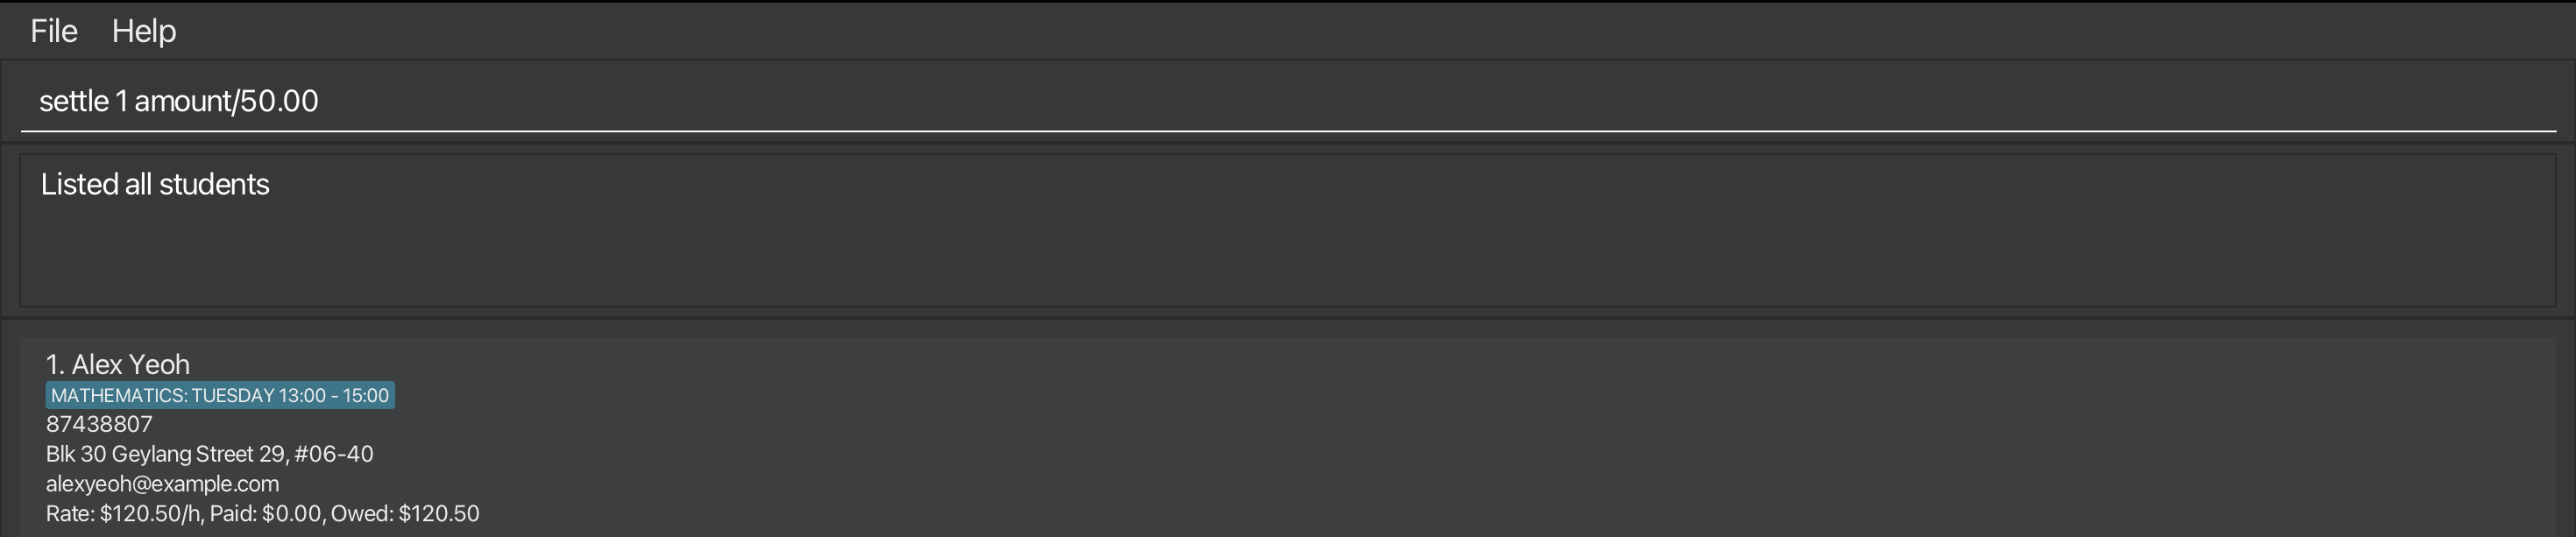 File Help
settle 1 amount/50.00
Listed all students
1. Alex Yeoh
MATHEMATICS: TUESDAY 13:00 - 15:00
87438807
Blk 30 Geylang Street 29, #06-40
alexyeoh@example.com
Rate: $120.50/h, Paid: $0.00, Owed: $120.50